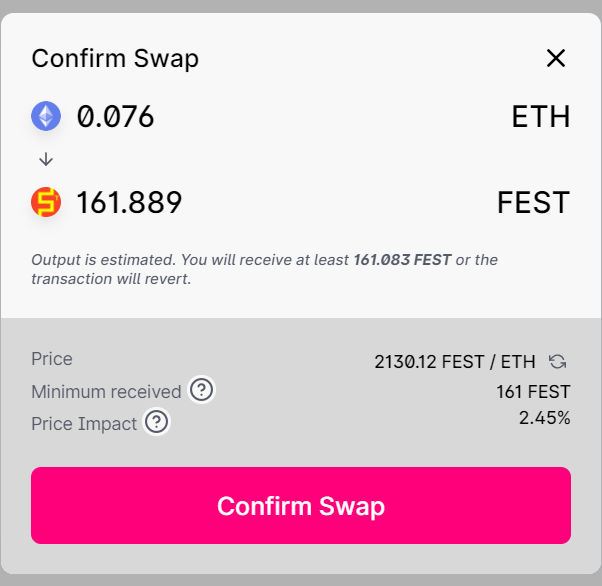 Confirm Swap
0.076 ETH
161.889 FEST
Output is estimated. You will receive at least 161.083 FEST or the
transaction will revert.
Price 2130.12 FEST / ETH
Minimum received ? 161 FEST
Price Impact ? 2.45%
Confirm Swap